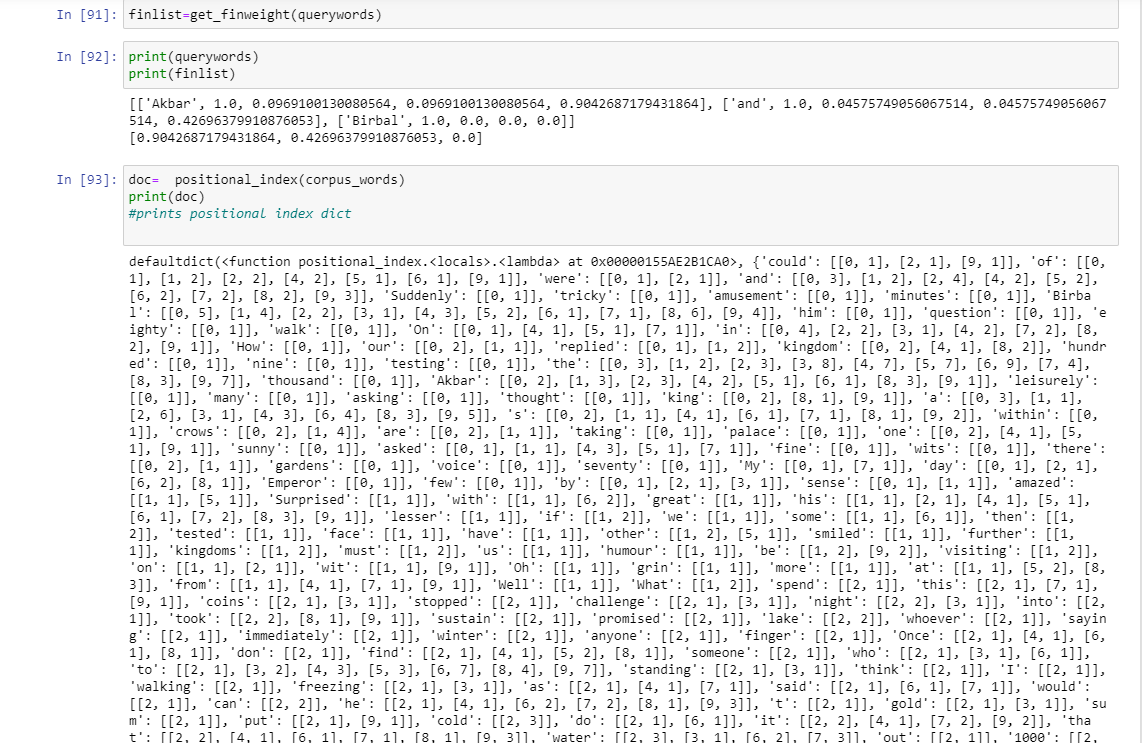 In [91]: finlist=get_finweight(querywords)
In [92]: print(querywords)
print(finlist)
[['Akbar', 1.0, 0.0969100130080564, 0.0969100130080564, 0.9042687179431864], ['and', 1.0, 0.04575749056067514, 0.04575749056067
514, 0.42696379910876053], ['Birbal', 1.0, 0.0, 0.0, 0.0]]
[0.9042687179431864, 0.42696379910876053, 0.0]
In [93]: doc=  positional_index(corpus_words)
print(doc)
#prints positional index dict
defaultdict(<function positional_index.<locals>.<lambda> at 0x00000155AE2B1CA0>, {'could': [[0, 1], [2, 1], [9, 1]], 'of': [[0,
1], [1, 2], [2, 2], [4, 2], [5, 1], [6, 1], [9, 1]], 'were': [[0, 1], [2, 1]], 'and': [[0, 3], [1, 2], [2, 4], [4, 2], [5, 2],
[6, 2], [7, 2], [8, 2], [9, 3]], 'Suddenly': [[0, 1]], 'tricky': [[0, 1]], 'amusement': [[0, 1]], 'minutes': [[0, 1]], 'Birba
l': [[0, 5], [1, 4], [2, 2], [3, 1], [4, 3], [5, 2], [6, 1], [7, 1], [8, 6], [9, 4]], 'him': [[0, 1]], 'question': [[0, 1]], 'e
ighty': [[0, 1]], 'walk': [[0, 1]], 'On': [[0, 1], [4, 1], [5, 1], [7, 1]], 'in': [[0, 4], [2, 2], [3, 1], [4, 2], [7, 2], [8,
2], [9, 1]], 'How': [[0, 1]], 'our': [[0, 2], [1, 1]], 'replied': [[0, 1], [1, 2]], 'kingdom': [[0, 2], [4, 1], [8, 2]], 'hundr
ed': [[0, 1]], 'nine': [[0, 1]], 'testing': [[0, 1]], 'the': [[0, 3], [1, 2], [2, 3], [3, 8], [4, 7], [5, 7], [6, 9], [7, 4],
[8, 3], [9, 7]], 'thousand': [[0, 1]], 'Akbar': [[0, 2], [1, 3], [2, 3], [4, 2], [5, 1], [6, 1], [8, 3], [9, 1]], 'leisurely':
[[0, 1]], 'many': [[0, 1]], 'asking': [[0, 1]], 'thought': [[0, 1]], 'king': [[0, 2], [8, 1], [9, 1]], 'a': [[0, 3], [1, 1],
[2, 6], [3, 1], [4, 3], [6, 4], [8, 3], [9, 5]], 's': [[0, 2], [1, 1], [4, 1], [6, 1], [7, 1], [8, 1], [9, 2]], 'within': [[0,
1]], 'crows': [[0, 2], [1, 4]], 'are': [[0, 2], [1, 1]], 'taking': [[0, 1]], 'palace': [[0, 1]], 'one': [[0, 2], [4, 1], [5,
1], [9, 1]], 'sunny': [[0, 1]], 'asked': [[0, 1], [1, 1], [4, 3], [5, 1], [7, 1]], 'fine': [[0, 1]], 'wits': [[0, 1]], 'there':
[[0, 2], [1, 1]], 'gardens': [[0, 1]], 'voice': [[0, 1]], 'seventy': [[0, 1]], 'My': [[0, 1], [7, 1]], 'day': [[0, 1], [2, 1],
[6, 2], [8, 1]], 'Emperor': [[0, 1]], 'few': [[0, 1]], 'by': [[0, 1], [2, 1], [3, 1]], 'sense': [[0, 1], [1, 1]], 'amazed':
[[1, 1], [5, 1]], 'Surprised': [[1, 1]], 'with': [[1, 1], [6, 2]], 'great': [[1, 1]], 'his': [[1, 1], [2, 1], [4, 1], [5, 1],
[6, 1], [7, 2], [8, 3], [9, 1]], 'lesser': [[1, 1]], 'if': [[1, 2]], 'we': [[1, 1]], 'some': [[1, 1], [6, 1]], 'then': [[1,
2]], 'tested': [[1, 1]], 'face': [[1, 1]], 'have': [[1, 1]], 'other': [[1, 2], [5, 1]], 'smiled': [[1, 1]], 'further': [[1,
1]], 'kingdoms': [[1, 2]], 'must': [[1, 2]], 'us': [[1, 1]], 'humour': [[1, 1]], 'be': [[1, 2], [9, 2]], 'visiting': [[1, 2]],
'on': [[1, 1], [2, 1]], 'wit': [[1, 1], [9, 1]], 'Oh': [[1, 1]], 'grin': [[1, 1]], 'more': [[1, 1]], 'at': [[1, 1], [5, 2], [8,
3]], 'from': [[1, 1], [4, 1], [7, 1], [9, 1]], 'Well': [[1, 1]], 'What': [[1, 2]], 'spend': [[2, 1]], 'this': [[2, 1], [7, 1],
[9, 1]], 'coins': [[2, 1], [3, 1]], 'stopped': [[2, 1]], 'challenge': [[2, 1], [3, 1]], 'night': [[2, 2], [3, 1]], 'into': [[2,
1]], 'took': [[2, 2], [8, 1], [9, 1]], 'sustain': [[2, 1]], 'promised': [[2, 1]], 'lake': [[2, 2]], 'whoever': [[2, 1]], 'sayin
g': [[2, 1]], 'immediately': [[2, 1]], 'winter': [[2, 1]], 'anyone': [[2, 1]], 'finger': [[2, 1]], 'Once': [[2, 1], [4, 1], [6,
1], [8, 1]], 'don': [[2, 1]], 'find': [[2, 1], [4, 1], [5, 2], [8, 1]], 'someone': [[2, 1]], 'who': [[2, 1], [3, 1], [6, 1]],
'to': [[2, 1], [3, 2], [4, 3], [5, 3], [6, 7], [8, 4], [9, 7]], 'standing': [[2, 1], [3, 1]], 'think': [[2, 1]], 'I': [[2, 1]],
'walking': [[2, 1]], 'freezing': [[2, 1], [3, 1]], 'as': [[2, 1], [4, 1], [7, 1]], 'said': [[2, 1], [6, 1], [7, 1]], 'would':
[[2, 1]], 'can': [[2, 2]], 'he': [[2, 1], [4, 1], [6, 2], [7, 2], [8, 1], [9, 3]], 't': [[2, 1]], 'gold': [[2, 1], [3, 1]], 'su
m': [[2, 1]], 'put': [[2, 1], [9, 1]], 'cold': [[2, 3]], 'do': [[2, 1], [6, 1]], 'it': [[2, 2], [4, 1], [7, 2], [9, 2]], 'tha
t': [[2, 2], [4, 1], [6, 1], [7, 1], [8, 1], [9, 3]], 'water': [[2, 3], [3, 1], [6, 2], [7, 3]], 'out': [[2, 1]], '1000': [[2,